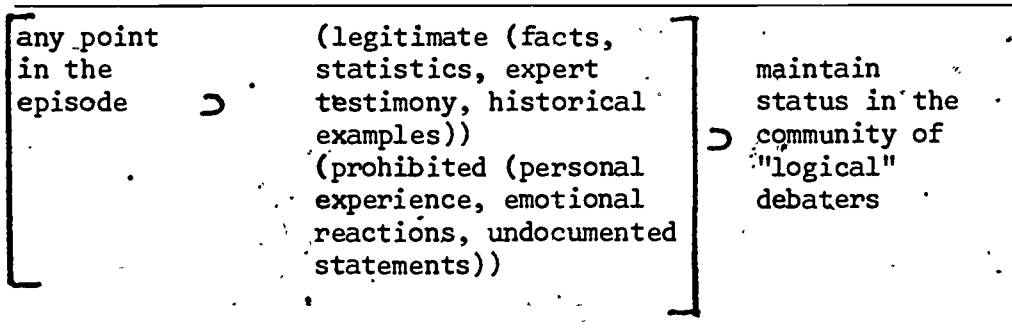 any point
in the
episode ⊃
(legitimate (facts,
statistics, expert
testimony, historical
examples))
(prohibited (personal
experience, emotional
reactions, undocumented
statements))
⊃
maintain
status in the
community of
"logical"
debaters